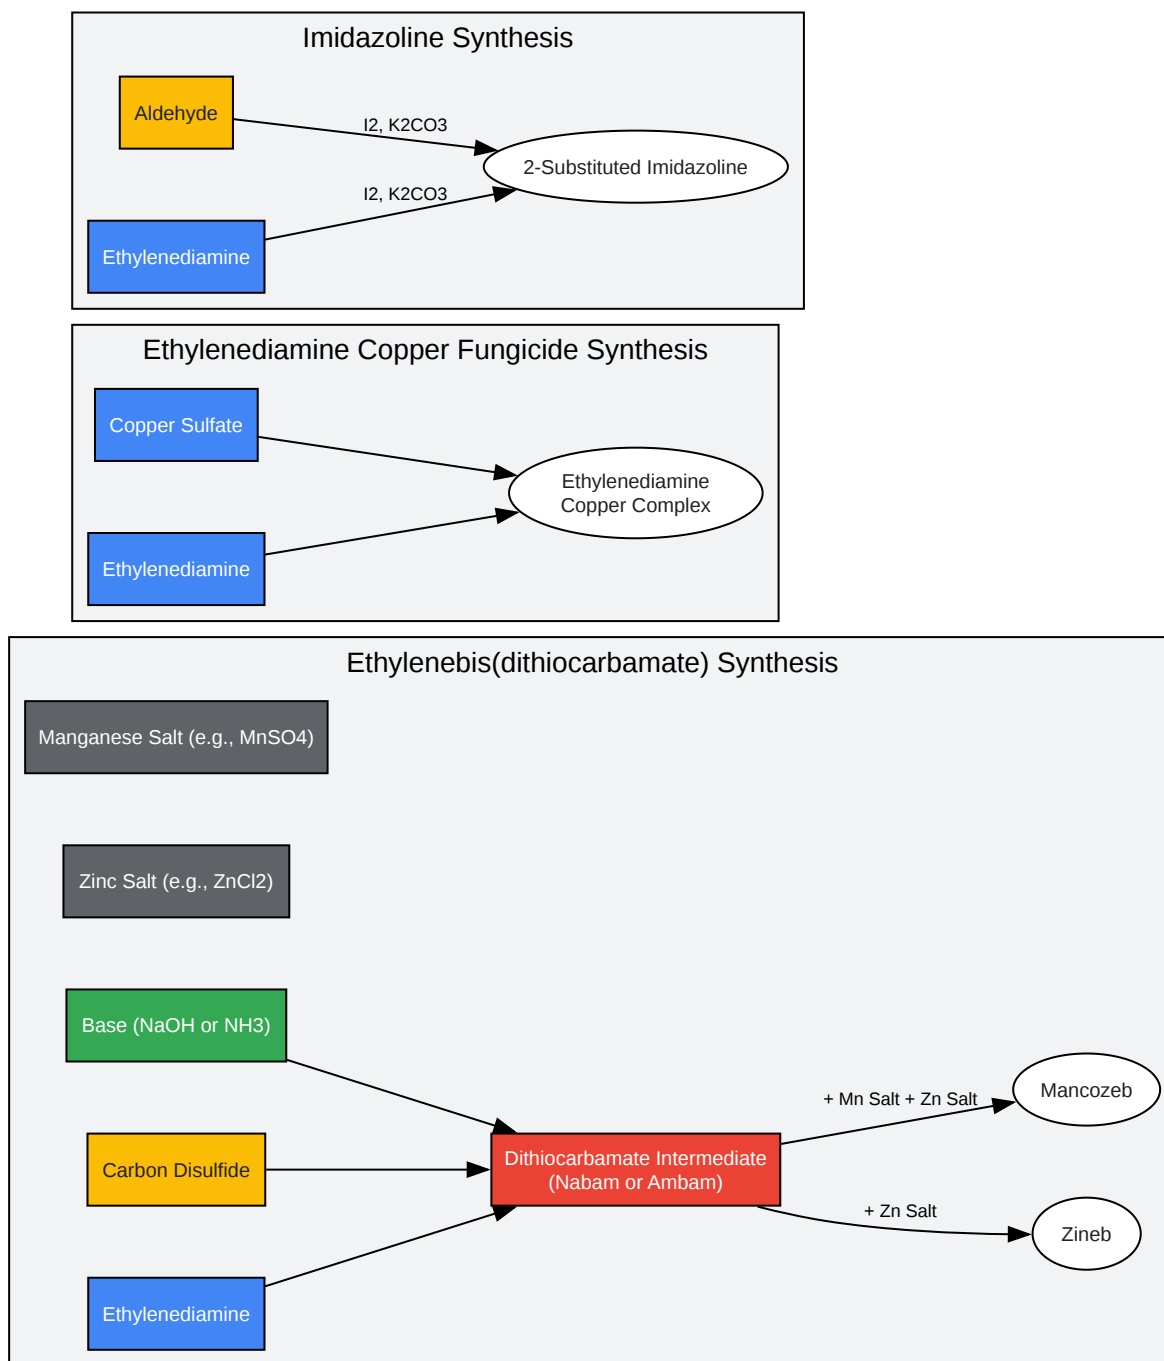 Imidazoline Synthesis
Aldehyde
I2, K2CO3
2-Substituted Imidazoline
I2, K2CO3
Ethylenediamine
Ethylenediamine Copper Fungicide Synthesis
Copper Sulfate
Ethylenediamine
Copper Complex
Ethylenediamine
Ethylenebis(dithiocarbamate) Synthesis
Manganese Salt (e.g., MnSO4)
Zinc Salt (e.g., ZnCl2)
Base (NaOH or NH3)
Carbon Disulfide
Ethylenediamine
Dithiocarbamate Intermediate
(Nabam or Ambam)
+ Mn Salt + Zn Salt
Mancozeb
+ Zn Salt
Zineb